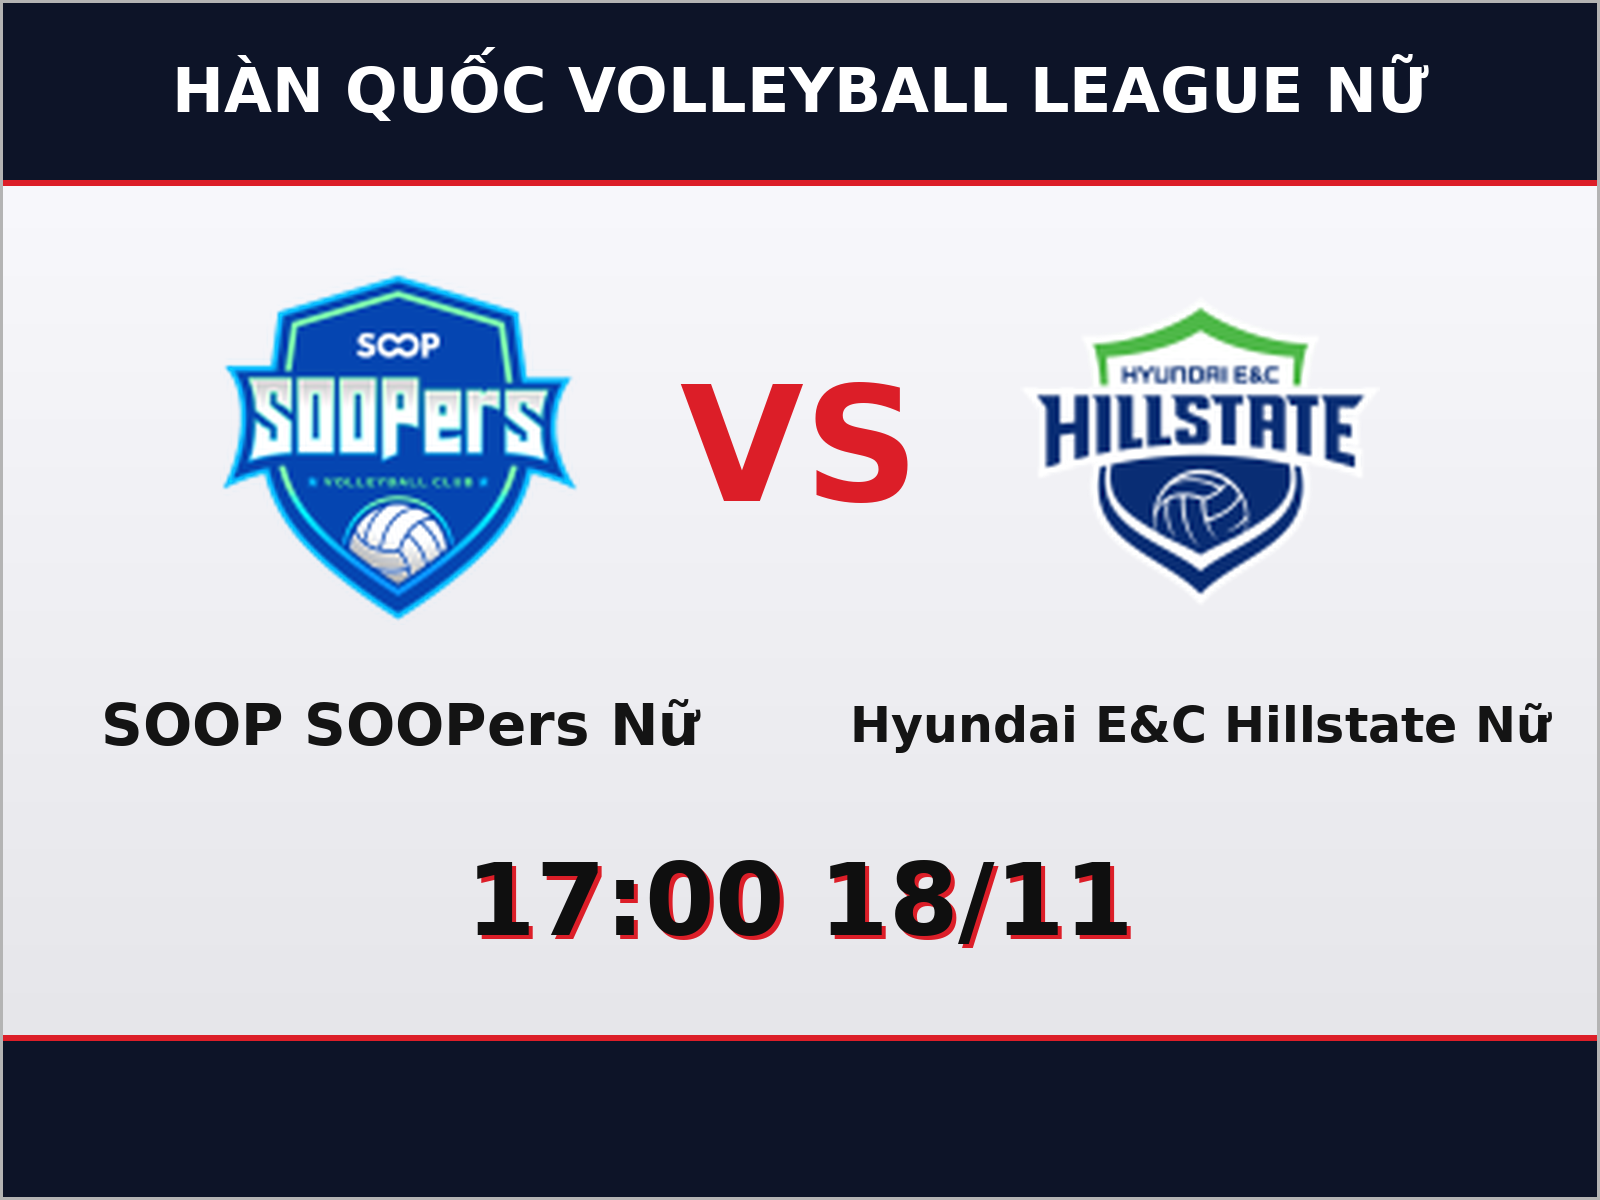 HÀN QUỐC VOLLEYBALL LEAGUE NỮ
SOOP
SOOPers
VOLLEYBALL CLUB
VS
HYUNDAI E&C
HILLSTATE
SOOP SOOPers Nữ
Hyundai E&C Hillstate Nữ
17:00 18/11